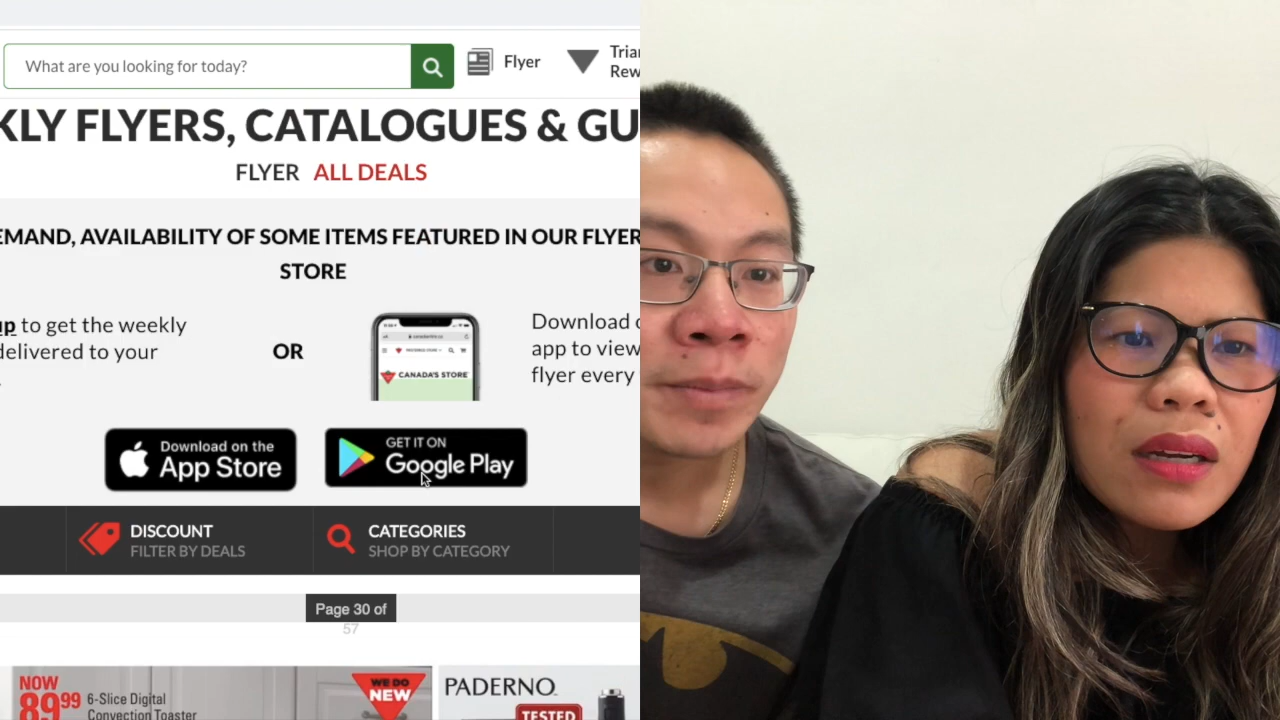 What are you looking for today?
Flyer
KLY FLYERS, CATALOGUES & GU
FLYER ALL DEALS
EMAND, AVAILABILITY OF SOME ITEMS FEATURED IN OUR FLYER
STORE
up to get the weekly
delivered to your
OR
CANADA'S STORE
Download
app to view
flyer every
Download on the
App Store
GET IT ON
Google Play
DISCOUNT
FILTER BY DEALS
CATEGORIES
SHOP BY CATEGORY
Page 30 of
57
NOW
89.99
6-Slice Digital
Convection Toaster
WE DO
NEW
PADERNO
TESTED